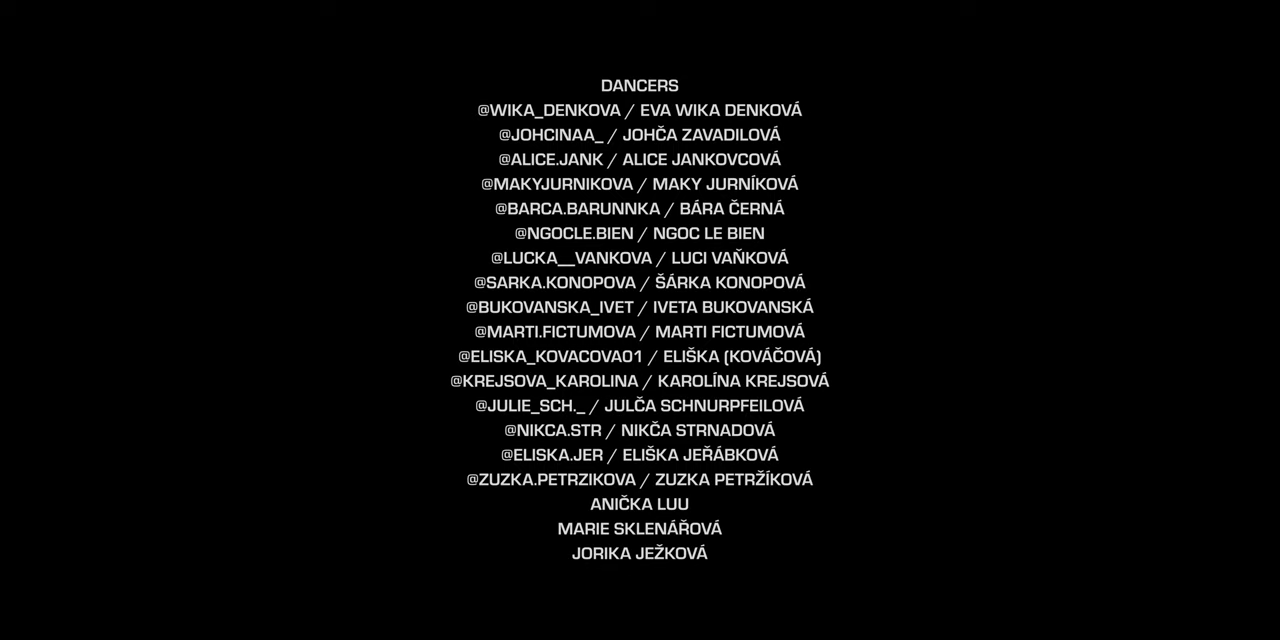 DANCERS
@WIKA_DENKOVA / EVA WIKA DENKOVÁ
@JOHCINAA_ / JOHČA ZAVADILOVÁ
@ALICE.JANK / ALICE JANKOVCOVÁ
@MAKYJURNIKOVA / MAKY JURNÍKOVÁ
@BARCA.BARUNNKA / BÁRA ČERNÁ
@NGOCLE.BIEN / NGOC LE BIEN
@LUCKA__VANKOVA / LUCI VAŇKOVÁ
@SARKA.KONOPOVA / ŠÁRKA KONOPOVÁ
@BUKOVANSKA_IVET / IVETA BUKOVANSKÁ
@MARTI.FICTUMOVA / MARTI FICTUMOVÁ
@ELISKA_KOVACOVA01 / ELIŠKA (KOVÁČOVÁ)
@KREJSOVA_KAROLINA / KAROLÍNA KREJSOVÁ
@JULIE_SCH._ / JULČA SCHNURPFEILOVÁ
@NIKCA.STR / NIKČA STRNADOVÁ
@ELISKA.JER / ELIŠKA JEŘÁBKOVÁ
@ZUZKA.PETRZIKOVA / ZUZKA PETRŽÍKOVÁ
ANIČKA LUU
MARIE SKLENÁŘOVÁ
JORIKA JEŽKOVÁ